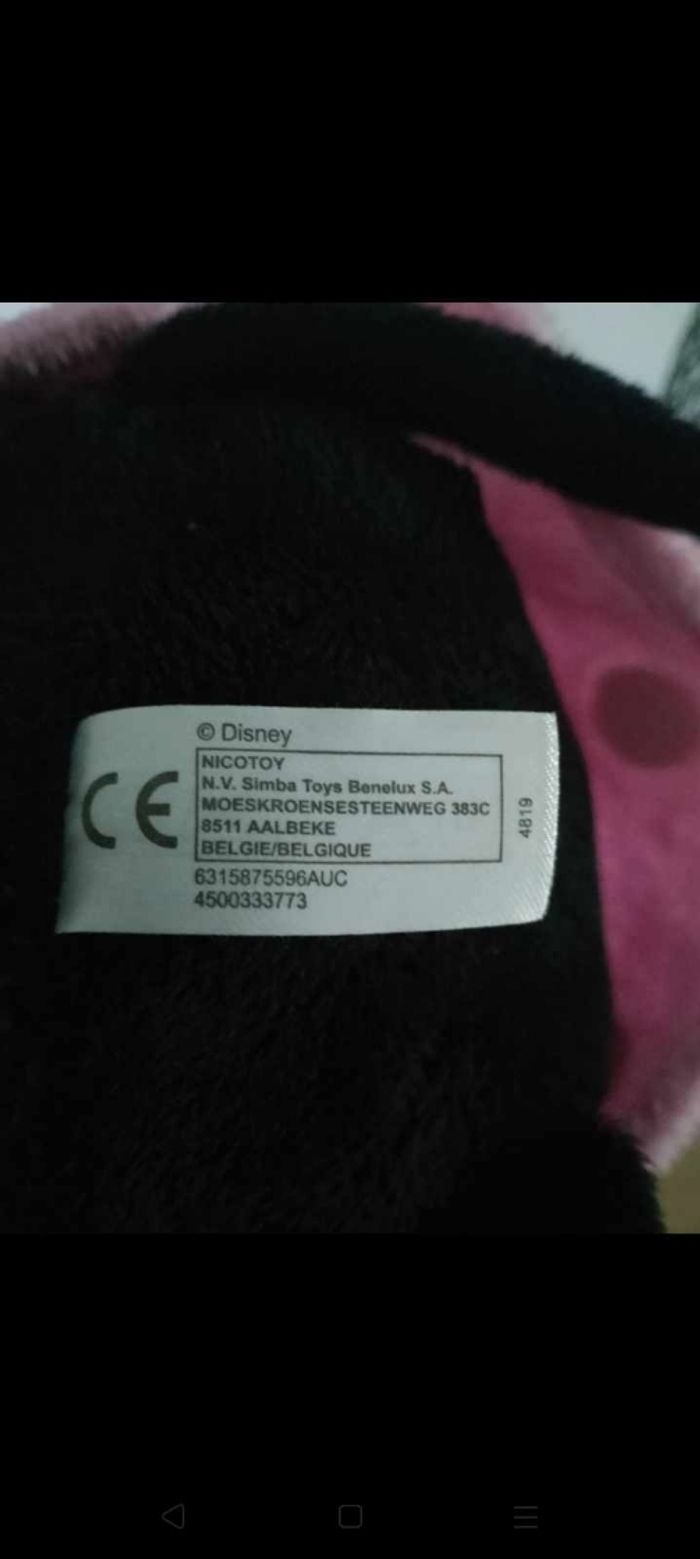 © Disney
CE
NICOTOY
N.V. Simba Toys Benelux S.A.
MOESKROENSESTEENWEG 383C
8511 AALBEKE
BELGIE/BELGIQUE
4819
6315875596AUC
4500333773